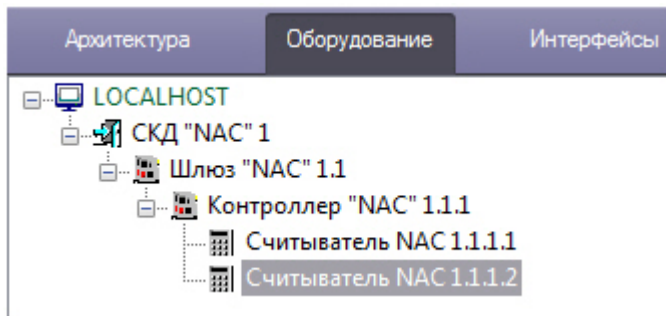 Архитектура Оборудование Интерфейсы
LOCALHOST
СКД "NAC" 1
Шлюз "NAC" 1.1
Контроллер "NAC" 1.1.1
Считыватель NAC 1.1.1.1
Считыватель NAC 1.1.1.2